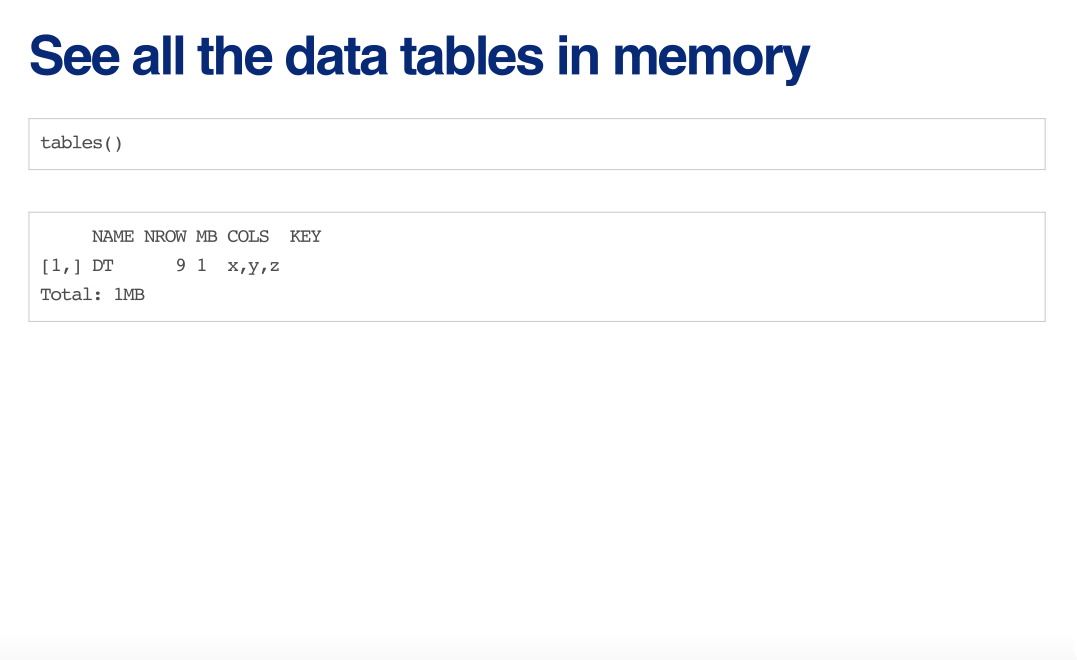 See all the data tables in memory
tables()
     NAME NROW MB COLS  KEY
[1,] DT      9 1  x,y,z
Total: 1MB